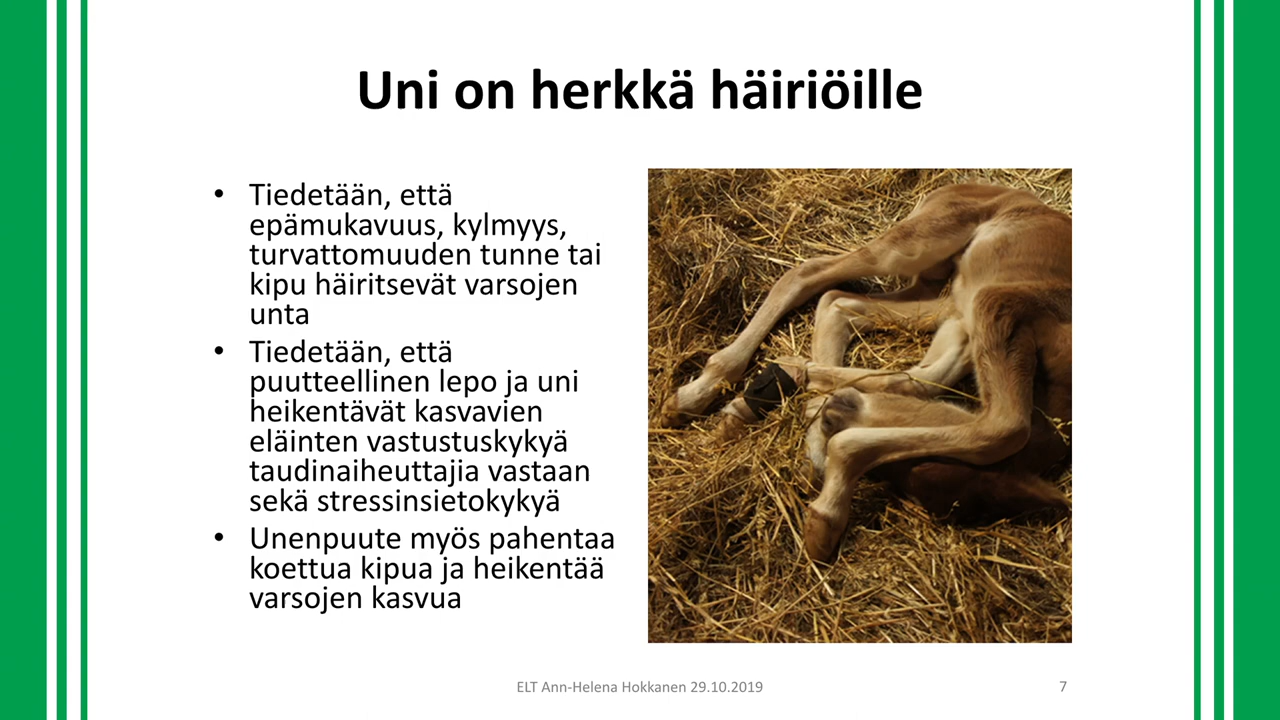 Uni on herkkä häiriöille
• Tiedetään, että
epämukavuus, kylmyys,
turvattomuuden tunne tai
kipu häiritsevät varsojen
unta
• Tiedetään, että
puutteellinen lepo ja uni
heikentävät kasvavien
eläinten vastustuskykyä
taudinaiheuttajia vastaan
sekä stressinsietokykyä
• Unenpuute myös pahentaa
koettua kipua ja heikentää
varsojen kasvua
ELT Ann-Helena Hokkanen 29.10.2019
7